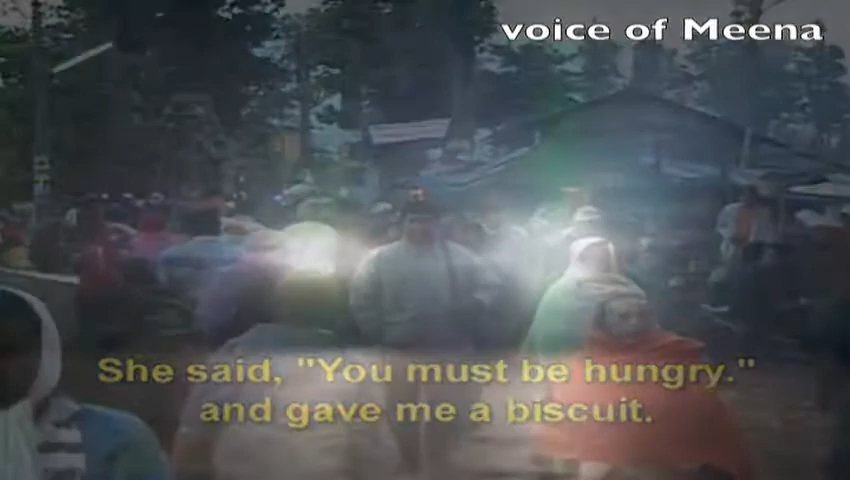 voice of Meena
She said, "You must be hungry."
and gave me a biscuit.